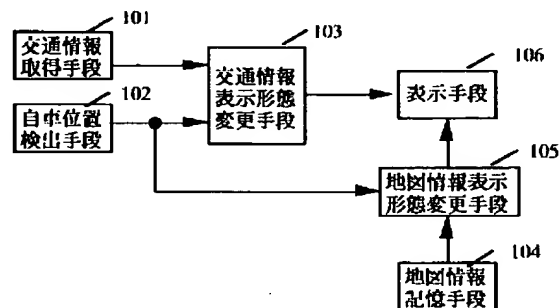 101
交通情報
取得手段
102
自車位置
検出手段
103
交通情報
表示形態
変更手段
106
表示手段
105
地図情報表示
形態変更手段
104
地図情報
記憶手段